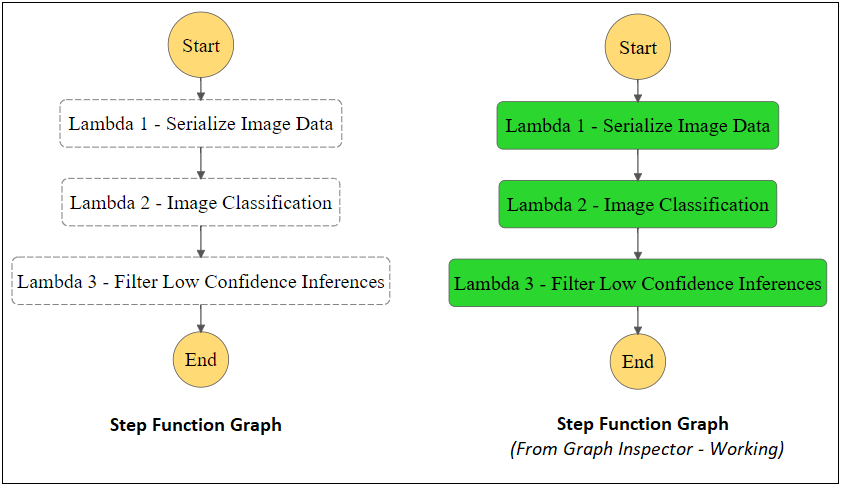 Start
Lambda 1 - Serialize Image Data
Lambda 2 - Image Classification
Lambda 3 - Filter Low Confidence Inferences
End
Step Function Graph
Start
Lambda 1 - Serialize Image Data
Lambda 2 - Image Classification
Lambda 3 - Filter Low Confidence Inferences
End
Step Function Graph
(From Graph Inspector - Working)